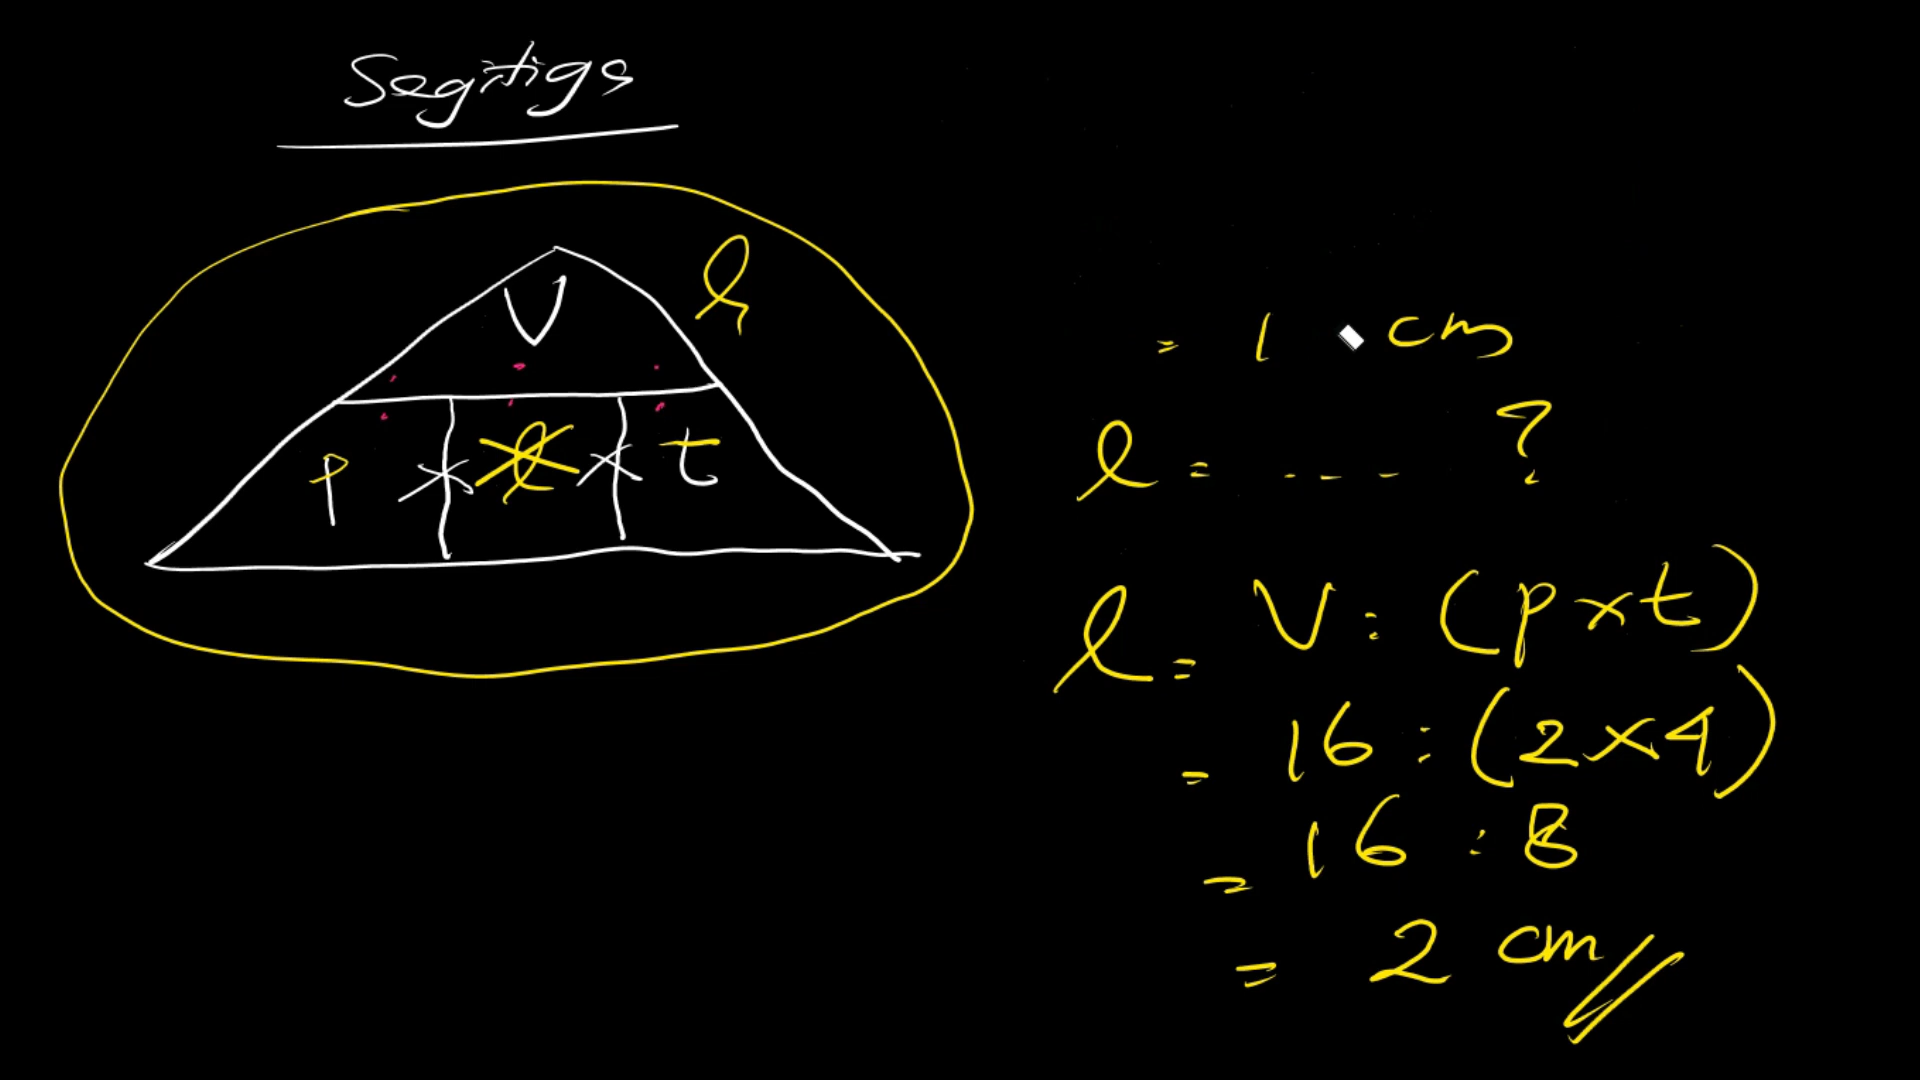 Segitiga
V
l
p × l × t
= 1 cm
l = ... ?
l = V : (p × t)
= 16 : (2 × 4)
= 16 : 8
= 2 cm //